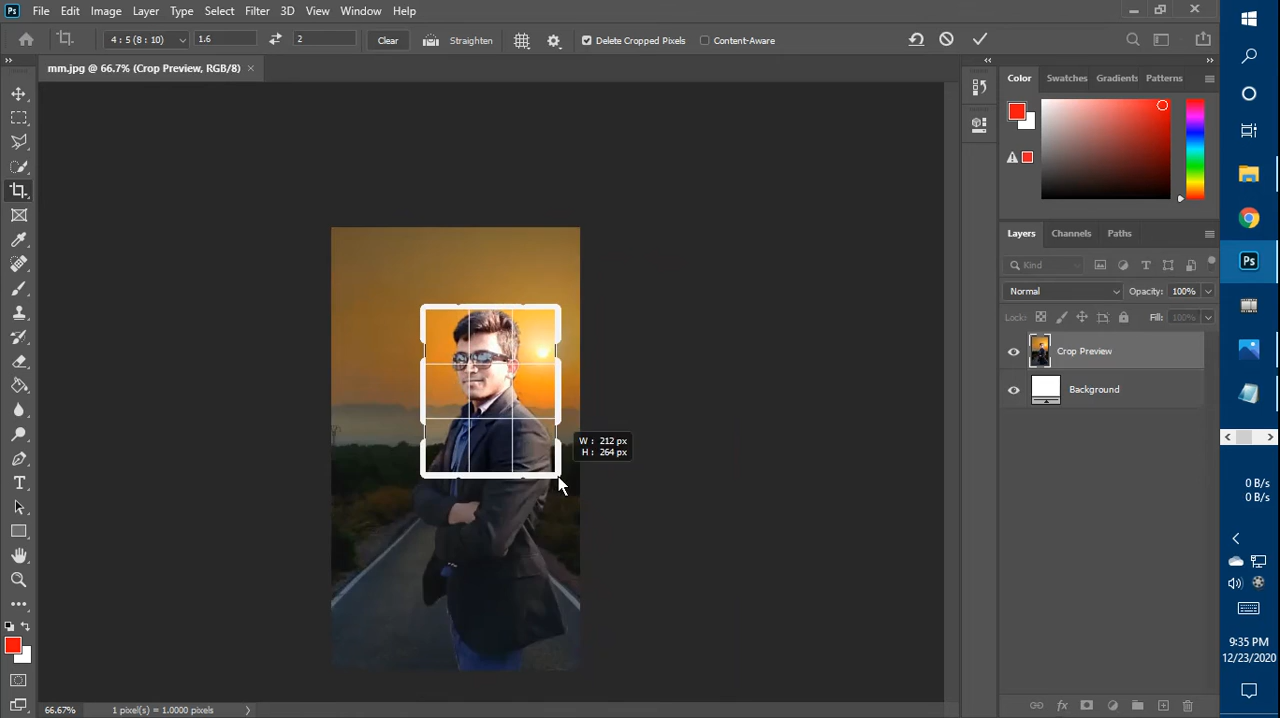 Ps File Edit Image Layer Type Select Filter 3D View Window Help
4 : 5 (8 : 10) 1.6 2 Clear Straighten Delete Cropped Pixels Content-Aware
mm.jpg @ 66.7% (Crop Preview, RGB/8) ×
Color Swatches Gradients Patterns
Layers Channels Paths
Kind
Normal Opacity: 100%
Lock: Fill: 100%
Crop Preview
Background
W : 212 px
H : 264 px
fx
66.67% 1 pixel(s) = 1.0000 pixels
Ps
0 B/s
0 B/s
9:35 PM
12/23/2020